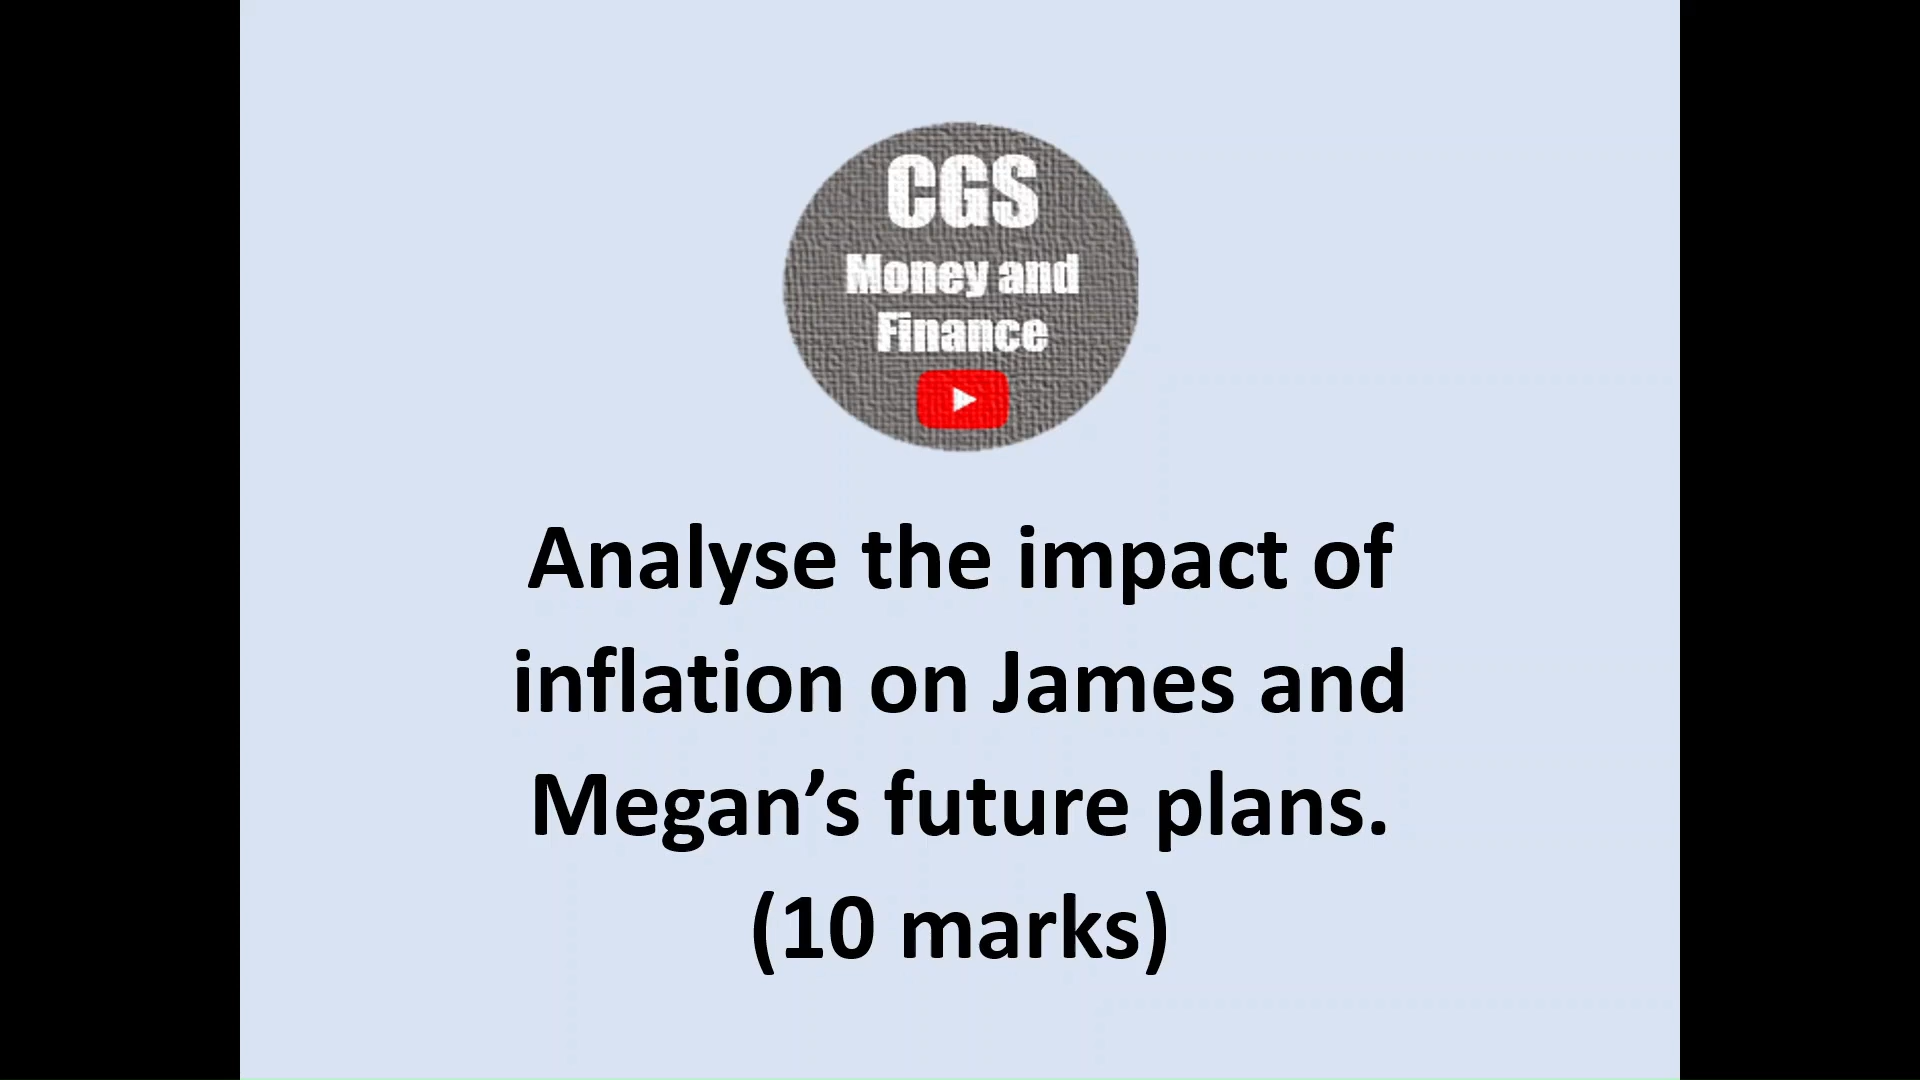 CGS
Money and
Finance
Analyse the impact of
inflation on James and
Megan’s future plans.
(10 marks)